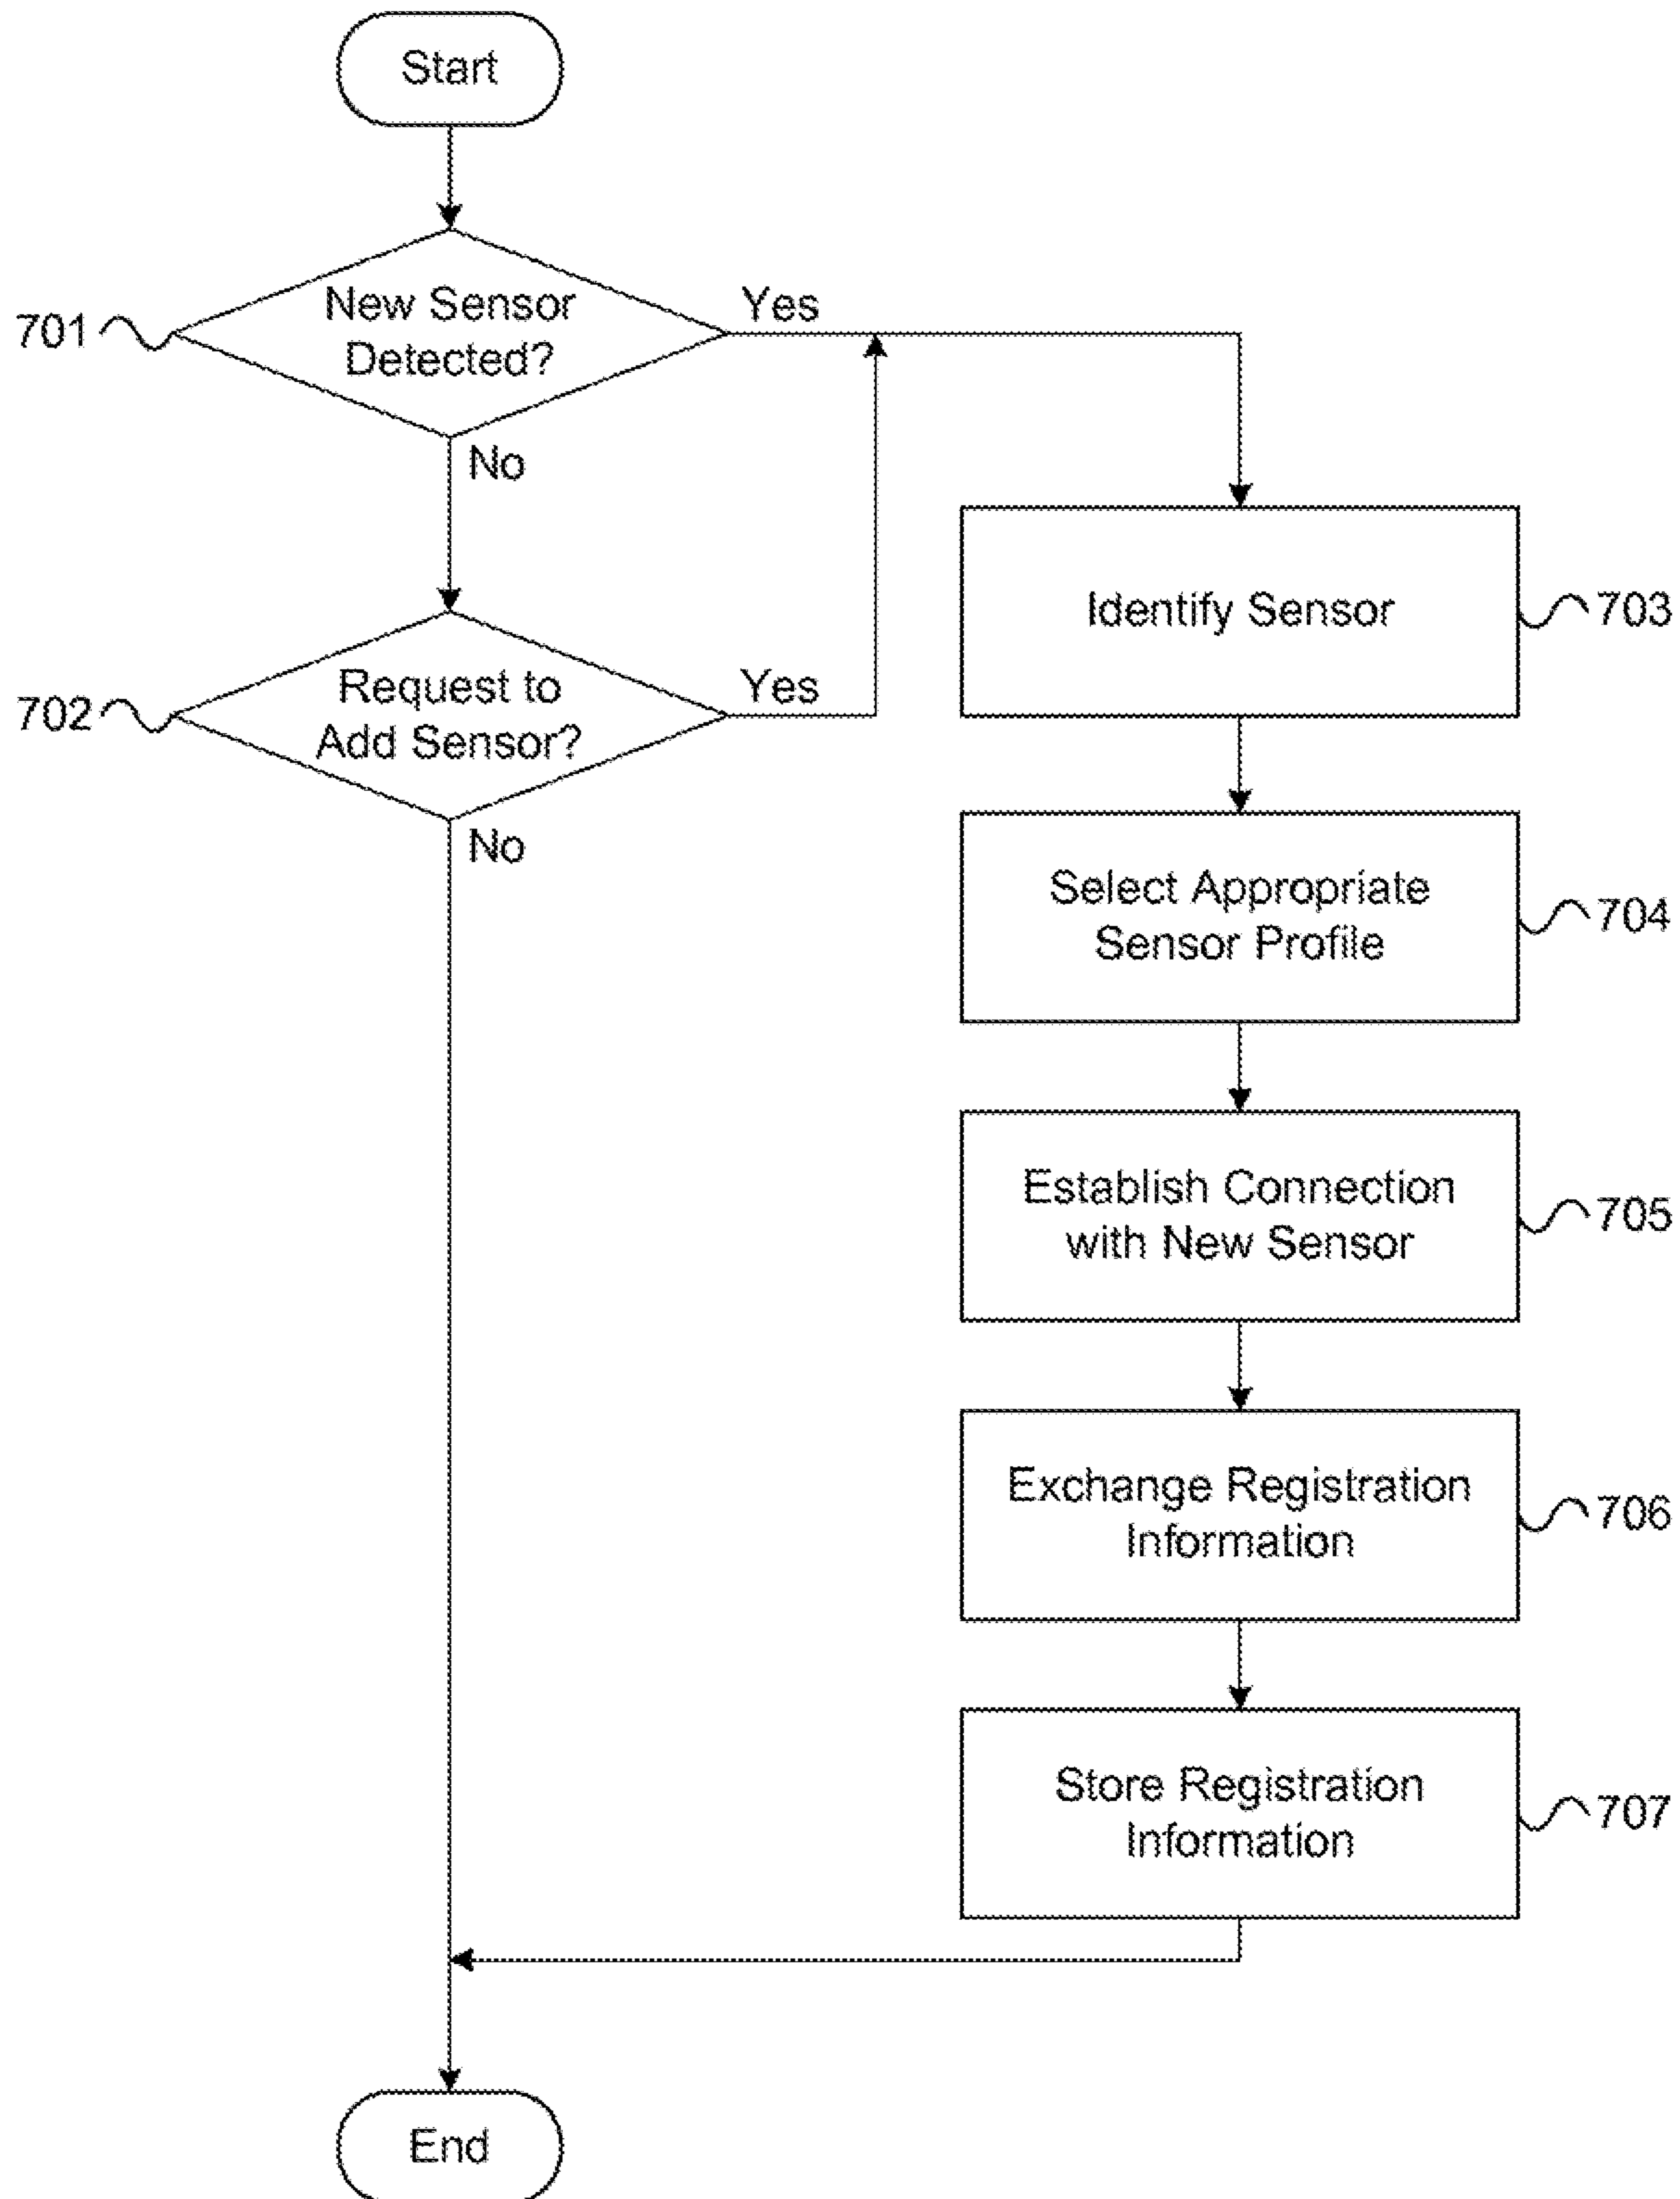 Start
New Sensor
Detected?
701
Yes
No
Request to
Add Sensor?
702
Yes
No
Identify Sensor
703
Select Appropriate
Sensor Profile
704
Establish Connection
with New Sensor
705
Exchange Registration
Information
706
Store Registration
Information
707
End